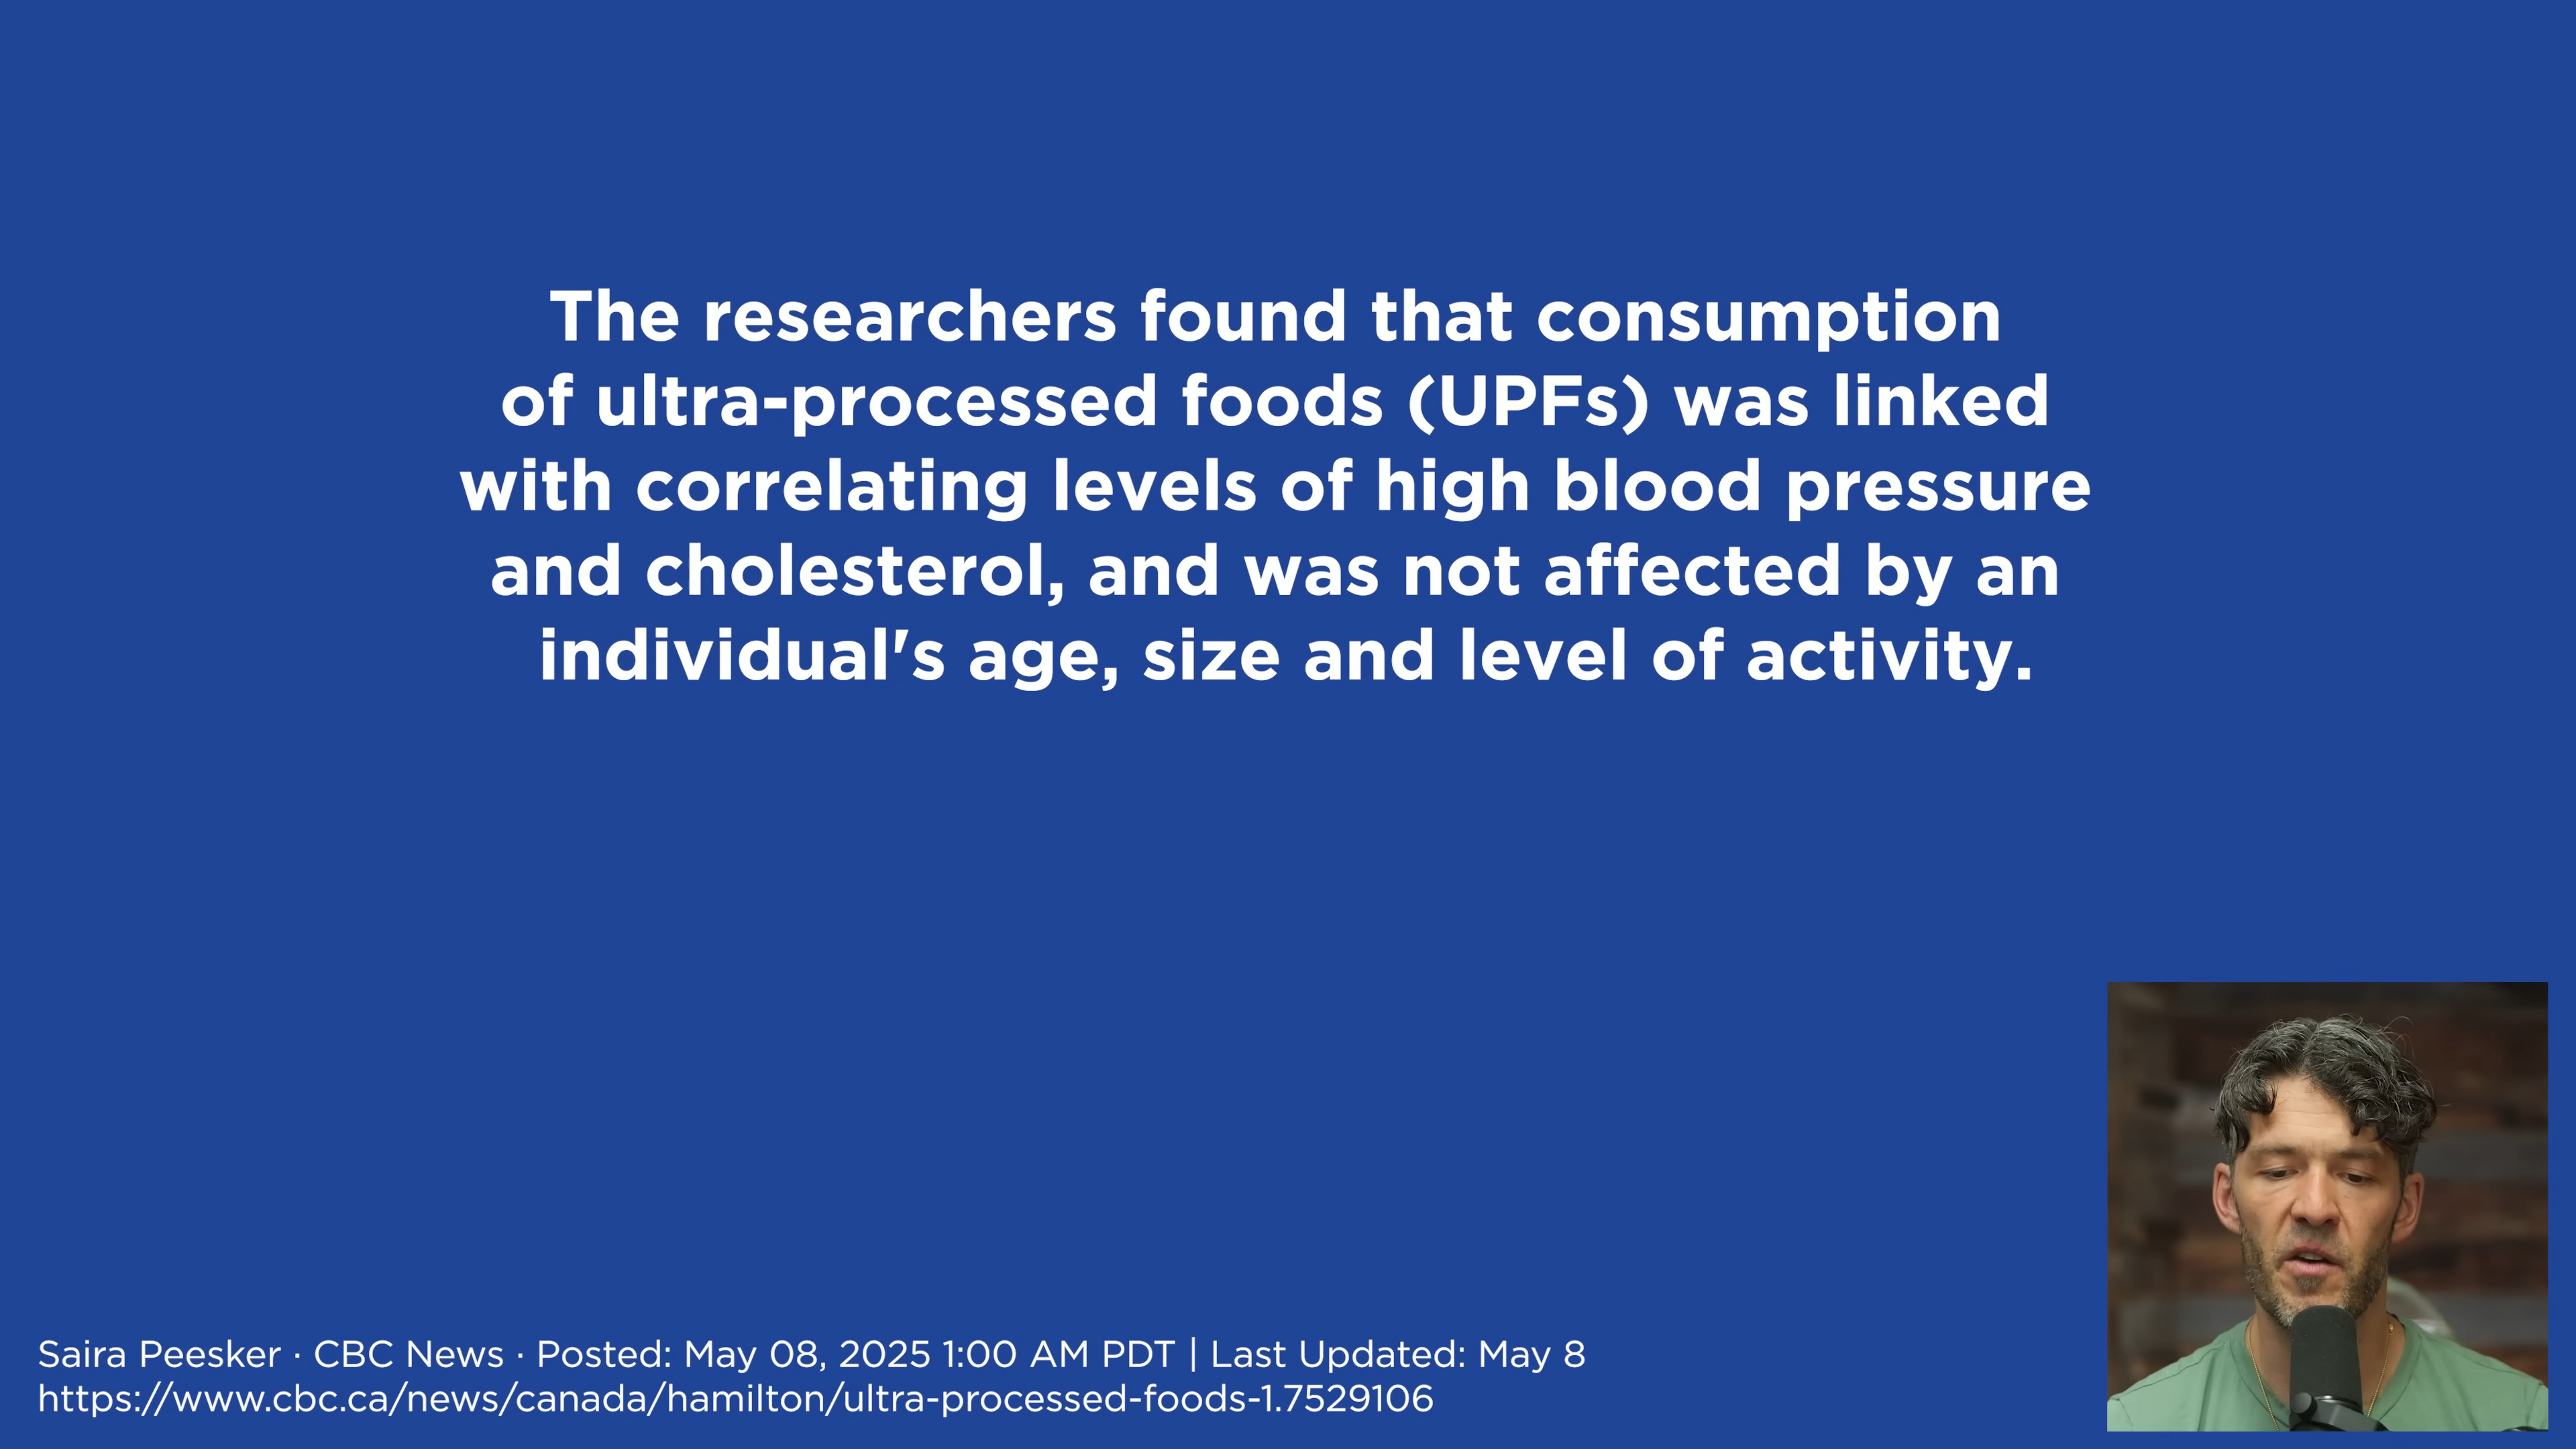 The researchers found that consumption
of ultra-processed foods (UPFs) was linked
with correlating levels of high blood pressure
and cholesterol, and was not affected by an
individual's age, size and level of activity.
Saira Peesker · CBC News · Posted: May 08, 2025 1:00 AM PDT | Last Updated: May 8
https://www.cbc.ca/news/canada/hamilton/ultra-processed-foods-1.7529106